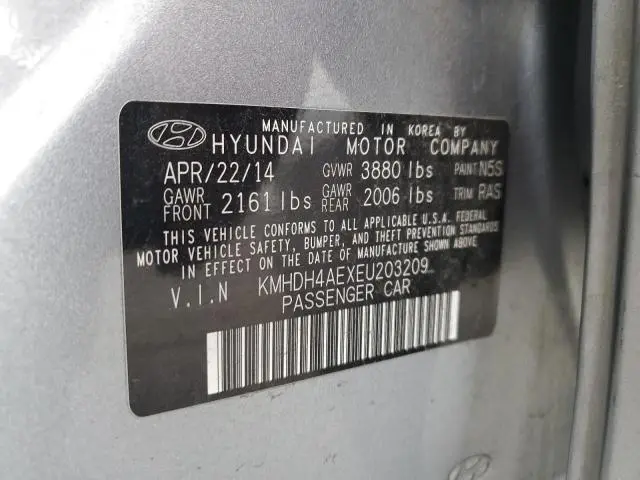 MANUFACTURED IN KOREA BY
HYUNDAI MOTOR COMPANY
APR/22/14 GVWR 3880 lbs PAINT N5S
GAWR FRONT 2161 lbs GAWR REAR 2006 lbs TRIM RAS
THIS VEHICLE CONFORMS TO ALL APPLICABLE U.S.A. FEDERAL
MOTOR VEHICLE SAFETY, BUMPER, AND THEFT PREVENTION STANDARDS
IN EFFECT ON THE DATE OF MANUFACTURE SHOWN ABOVE.
V.I.N KMHDH4AEXEU203209
PASSENGER CAR